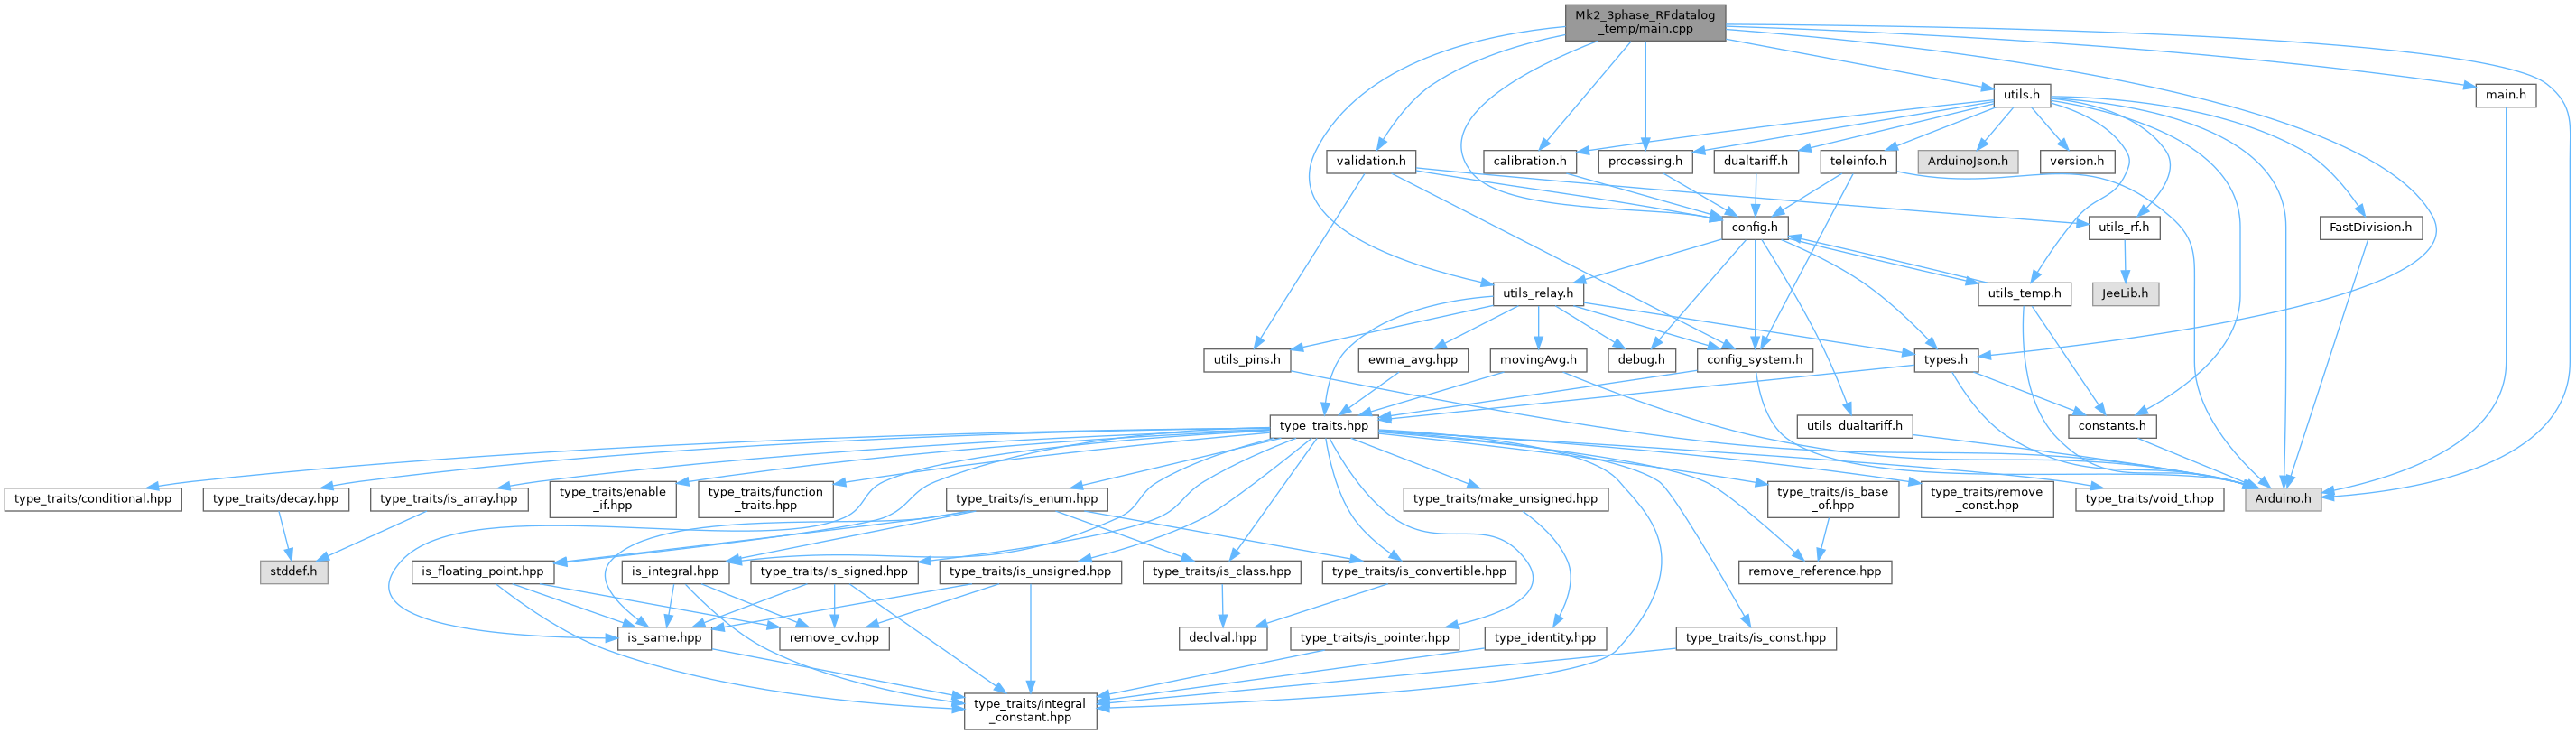 Mk2_3phase_RFdatalog
_temp/main.cpp
utils.h
main.h
validation.h
calibration.h
processing.h
dualtariff.h
teleinfo.h
ArduinoJson.h
version.h
config.h
utils_rf.h
FastDivision.h
utils_relay.h
utils_temp.h
JeeLib.h
utils_pins.h
ewma_avg.hpp
movingAvg.h
debug.h
config_system.h
types.h
type_traits.hpp
utils_dualtariff.h
constants.h
type_traits/conditional.hpp
type_traits/decay.hpp
type_traits/is_array.hpp
type_traits/enable
_if.hpp
type_traits/function
_traits.hpp
type_traits/is_enum.hpp
type_traits/make_unsigned.hpp
type_traits/is_base
_of.hpp
type_traits/remove
_const.hpp
type_traits/void_t.hpp
Arduino.h
stddef.h
is_floating_point.hpp
is_integral.hpp
type_traits/is_signed.hpp
type_traits/is_unsigned.hpp
type_traits/is_class.hpp
type_traits/is_convertible.hpp
remove_reference.hpp
is_same.hpp
remove_cv.hpp
declval.hpp
type_traits/is_pointer.hpp
type_identity.hpp
type_traits/is_const.hpp
type_traits/integral
_constant.hpp